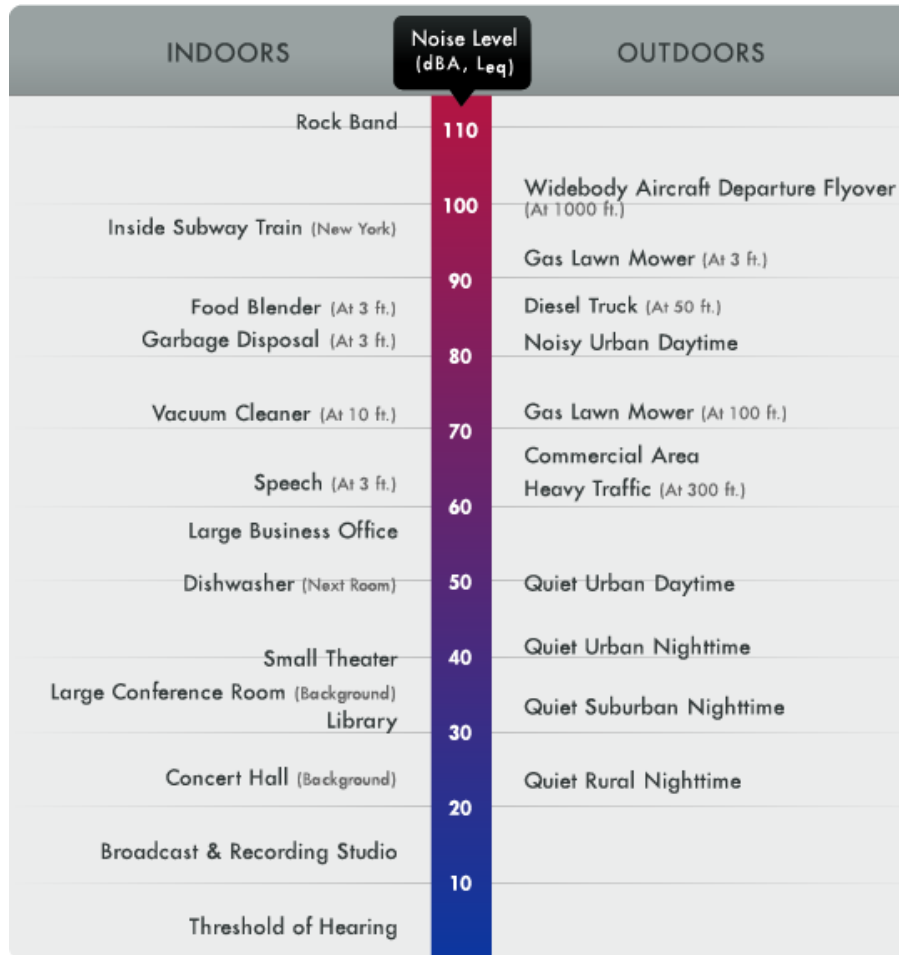 INDOORS
Noise Level
(dBA, Leq)
OUTDOORS
Rock Band
110
Widebody Aircraft Departure Flyover
(At 1000 ft.)
100
Inside Subway Train (New York)
Gas Lawn Mower (At 3 ft.)
90
Food Blender (At 3 ft.)
Diesel Truck (At 50 ft.)
Garbage Disposal (At 3 ft.)
Noisy Urban Daytime
80
Vacuum Cleaner (At 10 ft.)
Gas Lawn Mower (At 100 ft.)
70
Commercial Area
Speech (At 3 ft.)
Heavy Traffic (At 300 ft.)
60
Large Business Office
Dishwasher (Next Room)
50
Quiet Urban Daytime
Quiet Urban Nighttime
Small Theater
40
Large Conference Room (Background)
Quiet Suburban Nighttime
Library
30
Concert Hall (Background)
Quiet Rural Nighttime
20
Broadcast & Recording Studio
10
Threshold of Hearing